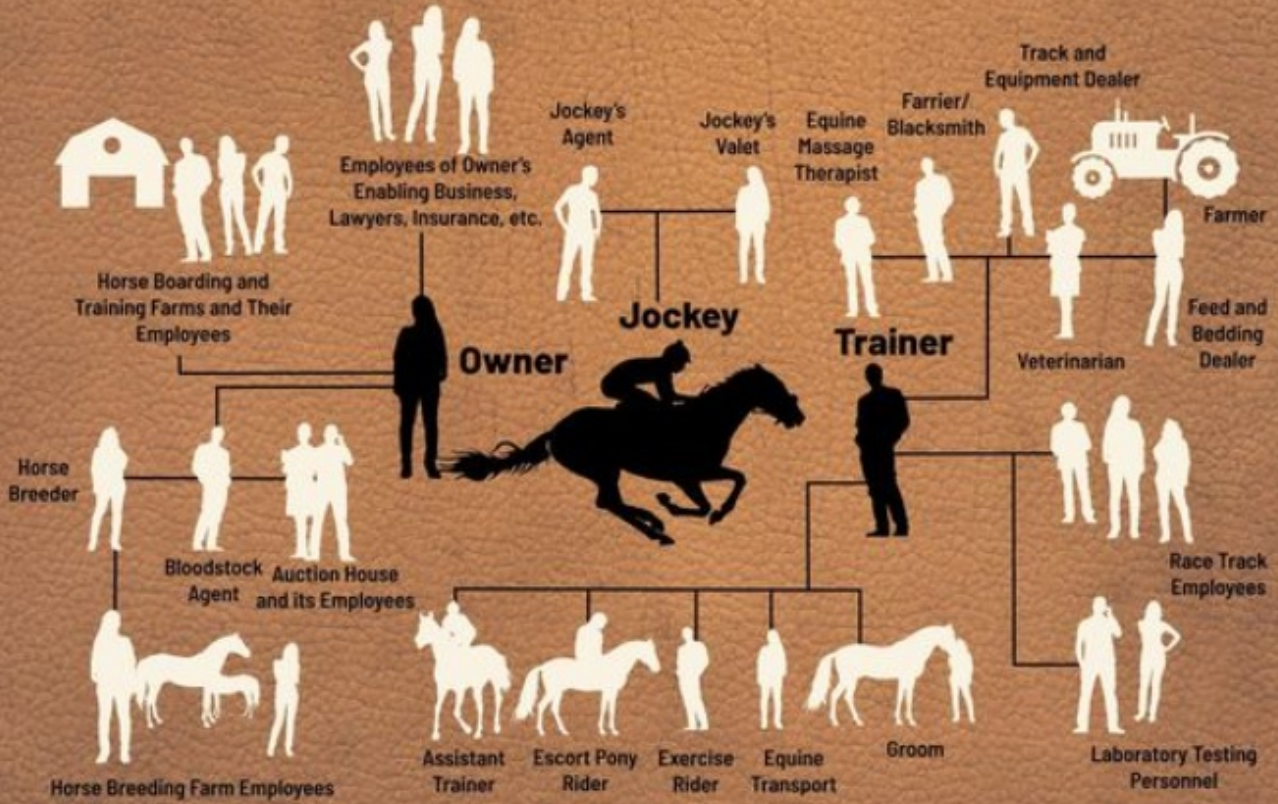 Track and
Equipment Dealer
Jockey's
Agent
Jockey's
Valet
Equine
Massage
Therapist
Farrier/
Blacksmith
Employees of Owner's
Enabling Business,
Lawyers, Insurance, etc.
Farmer
Horse Boarding and
Training Farms and Their
Employees
Jockey
Owner
Trainer
Veterinarian
Feed and
Bedding
Dealer
Horse
Breeder
Bloodstock
Agent
Auction House
and its Employees
Race Track
Employees
Horse Breeding Farm Employees
Assistant
Trainer
Escort Pony
Rider
Exercise
Rider
Equine
Transport
Groom
Laboratory Testing
Personnel